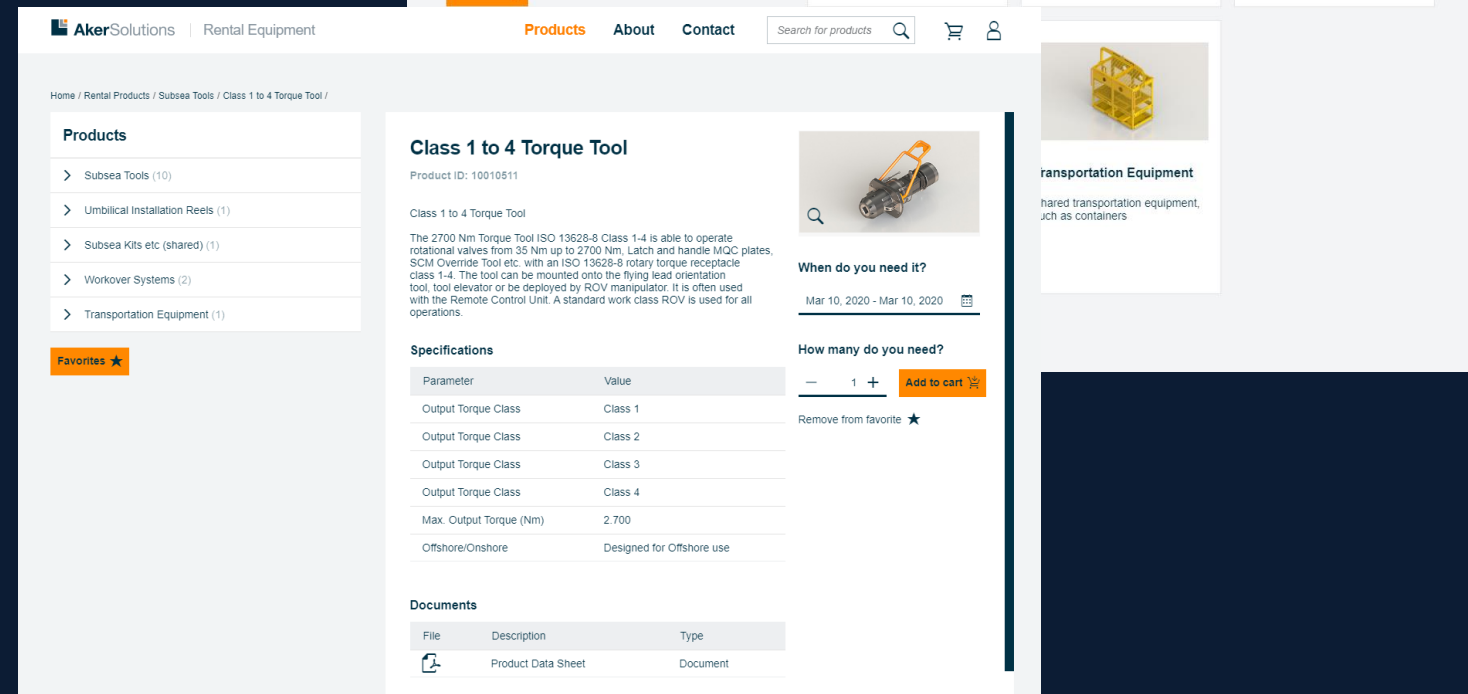 AkerSolutions | Rental Equipment
Products
About
Contact
Search for products
Home / Rental Products / Subsea Tools / Class 1 to 4 Torque Tool /
Products
Subsea Tools (10)
Umbilical Installation Reels (1)
Subsea Kits etc (shared) (1)
Workover Systems (2)
Transportation Equipment (1)
Favorites
Class 1 to 4 Torque Tool
Product ID: 10010511
Class 1 to 4 Torque Tool
The 2700 Nm Torque Tool ISO 13628-8 Class 1-4 is able to operate
rotational valves from 35 Nm up to 2700 Nm, Latch and handle MQC plates,
SCM Override Tool etc. with an ISO 13628-8 rotary torque receptacle
class 1-4. The tool can be mounted onto the flying lead orientation
tool, tool elevator or be deployed by ROV manipulator. It is often used
with the Remote Control Unit. A standard work class ROV is used for all
operations.
Specifications
Parameter Value
Output Torque Class Class 1
Output Torque Class Class 2
Output Torque Class Class 3
Output Torque Class Class 4
Max. Output Torque (Nm) 2.700
Offshore/Onshore Designed for Offshore use
Documents
File Description Type
Product Data Sheet Document
When do you need it?
Mar 10, 2020 - Mar 10, 2020
How many do you need?
— 1 +
Add to cart
Remove from favorite
ransportation Equipment
hared transportation equipment,
uch as containers